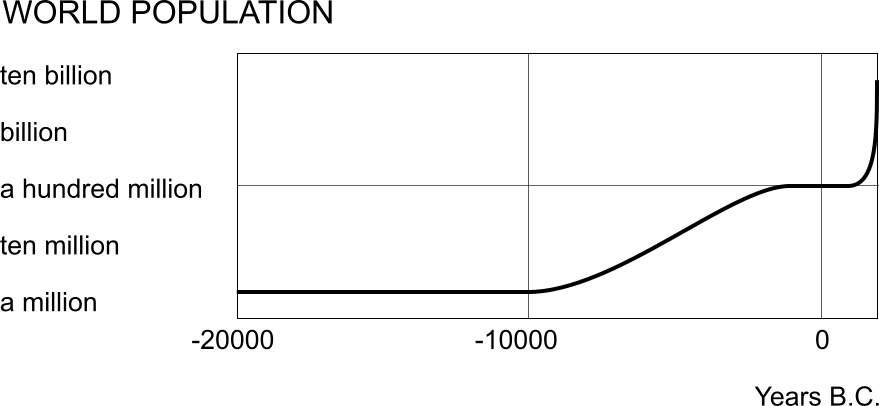 WORLD POPULATION
ten billion
billion
a hundred million
ten million
a million
-20000 -10000 0
Years B.C.